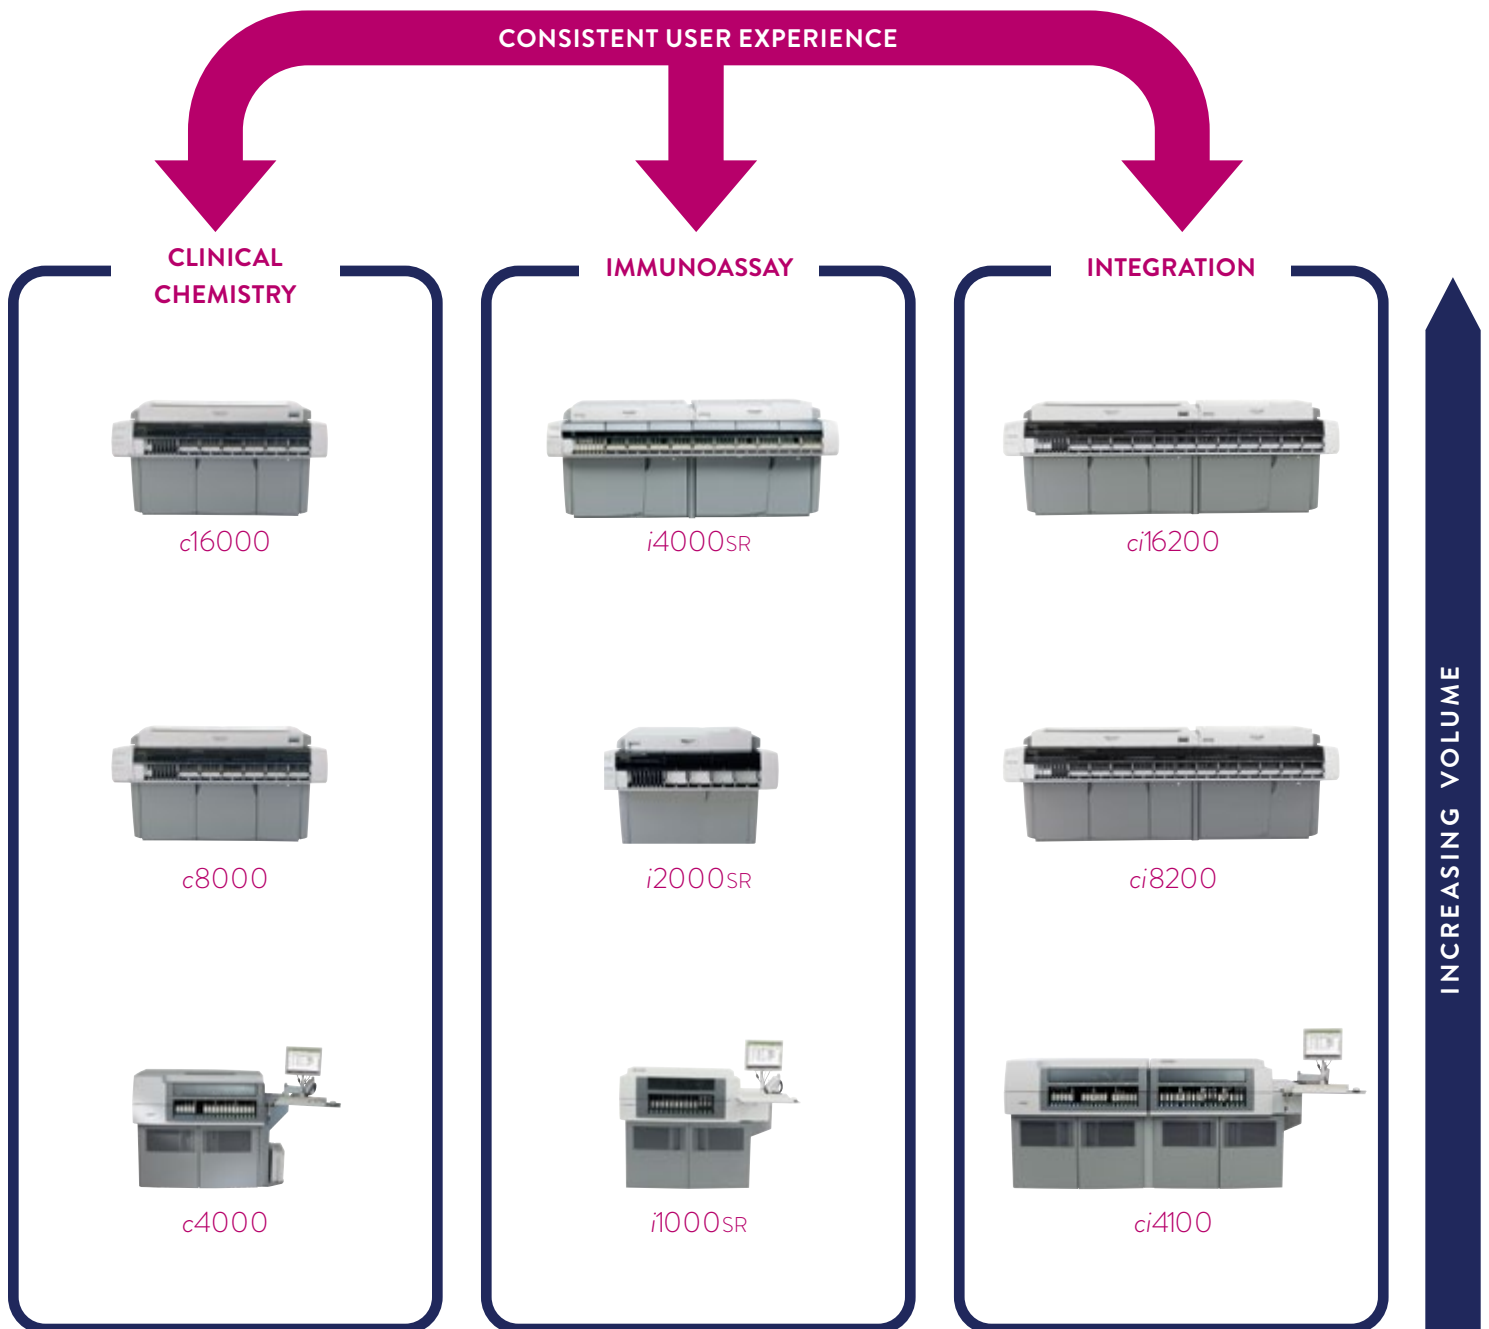 CONSISTENT USER EXPERIENCE
CLINICAL
CHEMISTRY
IMMUNOASSAY
INTEGRATION
c16000
i4000SR
ci16200
c8000
i2000SR
ci8200
c4000
i1000SR
ci4100
INCREASING VOLUME